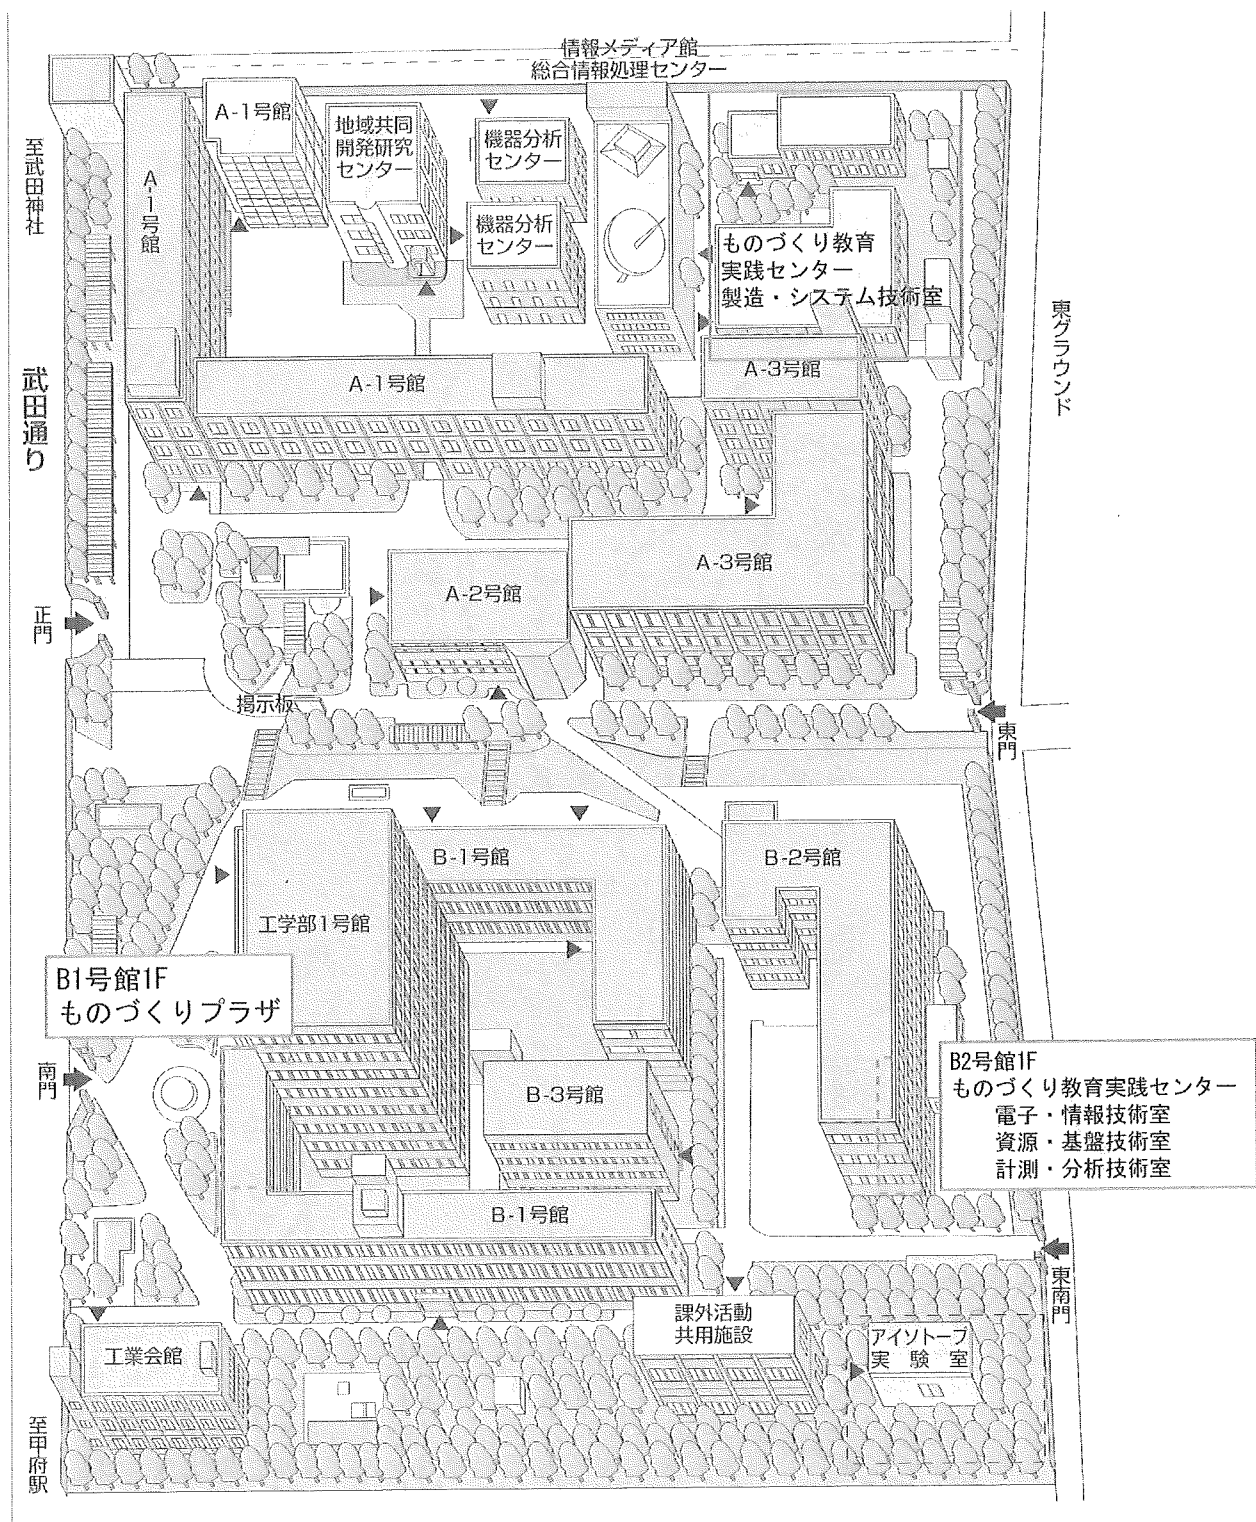 情報メディア館
総合情報処理センター
A-1号館
地域共同
開発研究
センター
機器分析
センター
A-1号館
至武田神社
機器分析
センター
ものづくり教育
実践センター
製造・システム技術室
東グラウンド
A-1号館
A-3号館
武田通り
A-3号館
A-2号館
正門
掲示板
東門
B-1号館
B-2号館
工学部1号館
B1号館1F
ものづくりプラザ
南門
B2号館1F
ものづくり教育実践センター
電子・情報技術室
資源・基盤技術室
計測・分析技術室
B-3号館
B-1号館
東南門
課外活動
共用施設
アイソトープ
実験室
工業会館
至甲府駅